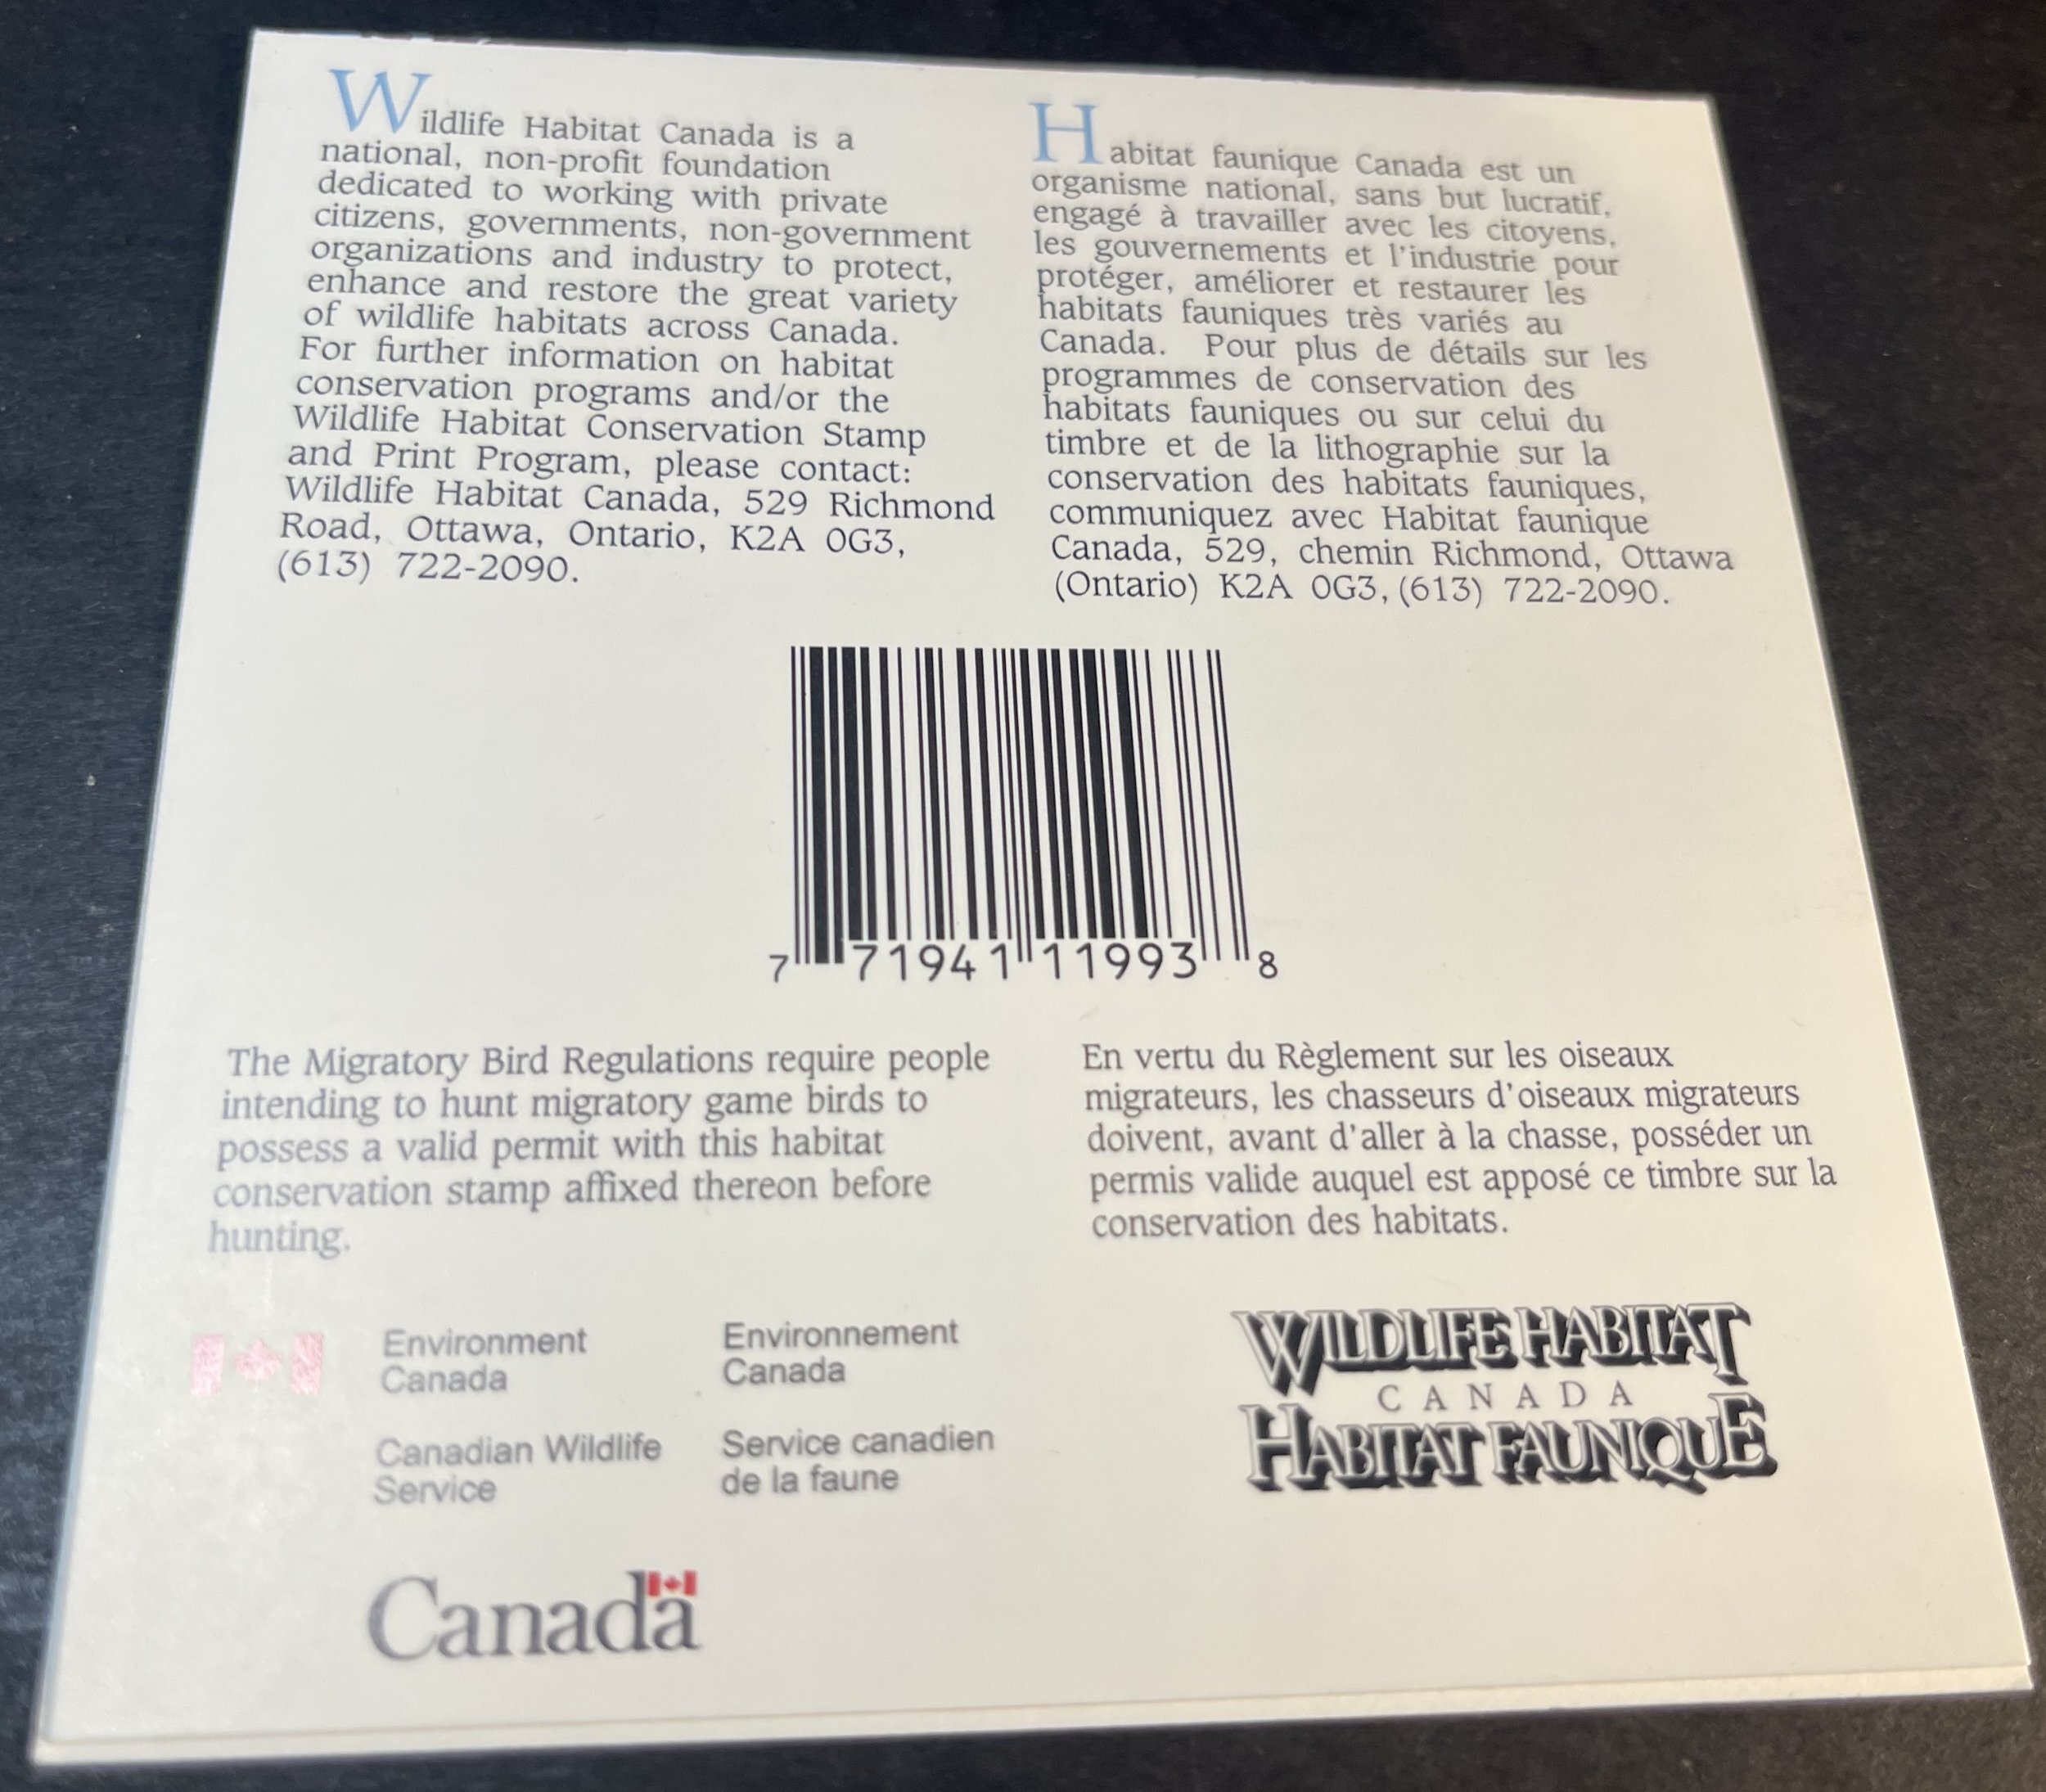 Wildlife Habitat Canada is a
national, non-profit foundation
dedicated to working with private
citizens, governments, non-government
organizations and industry to protect,
enhance and restore the great variety
of wildlife habitats across Canada.
For further information on habitat
conservation programs and/or the
Wildlife Habitat Conservation Stamp
and Print Program, please contact:
Wildlife Habitat Canada, 529 Richmond
Road, Ottawa, Ontario, K2A 0G3,
(613) 722-2090.
Habitat faunique Canada est un
organisme national, sans but lucratif,
engagé à travailler avec les citoyens,
les gouvernements et l'industrie pour
protéger, améliorer et restaurer les
habitats fauniques très variés au
Canada. Pour plus de détails sur les
programmes de conservation des
habitats fauniques ou sur celui du
timbre et de la lithographie sur la
conservation des habitats fauniques,
communiquez avec Habitat faunique
Canada, 529, chemin Richmond, Ottawa
(Ontario) K2A 0G3, (613) 722-2090.
7 71941 11993 8
The Migratory Bird Regulations require people
intending to hunt migratory game birds to
possess a valid permit with this habitat
conservation stamp affixed thereon before
hunting.
En vertu du Règlement sur les oiseaux
migrateurs, les chasseurs d'oiseaux migrateurs
doivent, avant d'aller à la chasse, posséder un
permis valide auquel est apposé ce timbre sur la
conservation des habitats.
Environment
Canada
Environnement
Canada
Canadian Wildlife
Service
Service canadien
de la faune
Canada
WILDLIFE HABITAT
CANADA
HABITAT FAUNIQUE